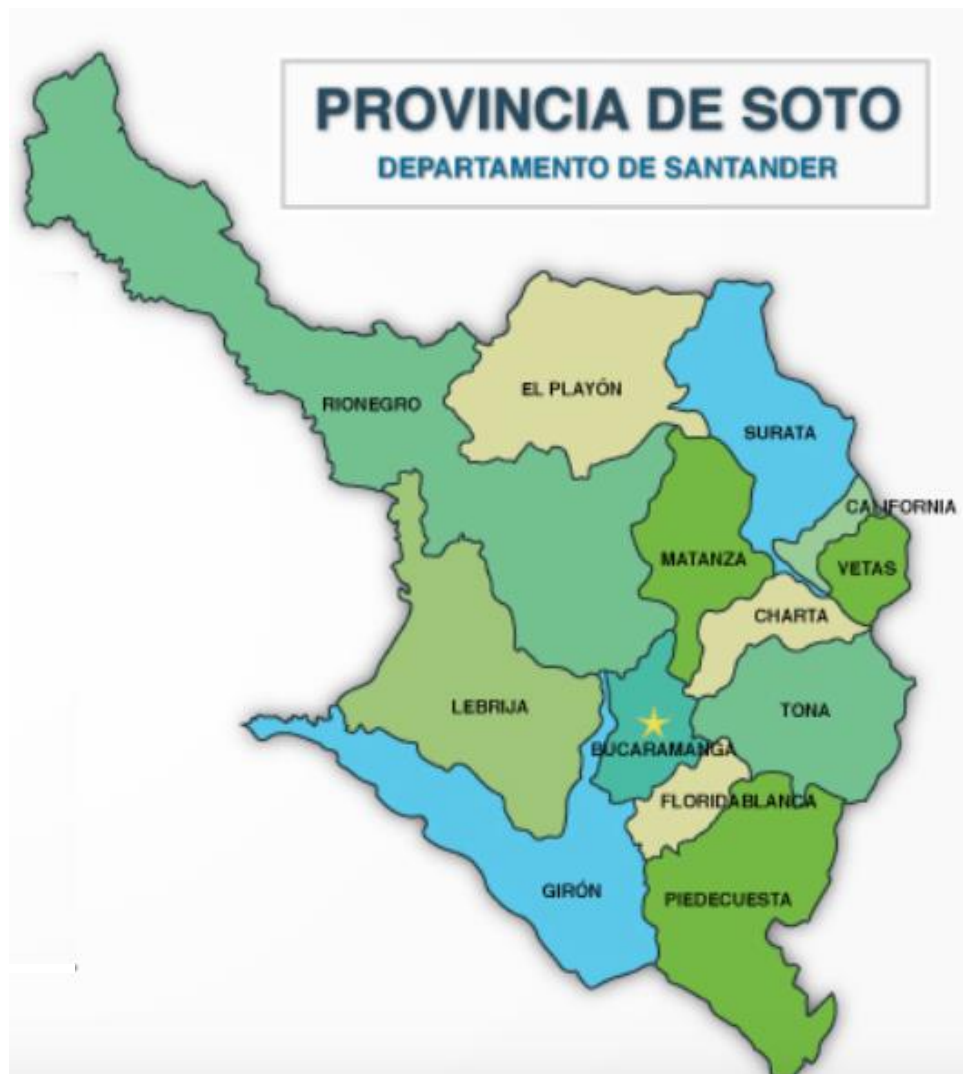 PROVINCIA DE SOTO
DEPARTAMENTO DE SANTANDER
EL PLAYÓN
RIONEGRO
SURATA
CALIFORNIA
MATANZA
VETAS
CHARTA
LEBRIJA
TONA
BUCARAMANGA
FLORIDABLANCA
GIRÓN
PIEDECUESTA